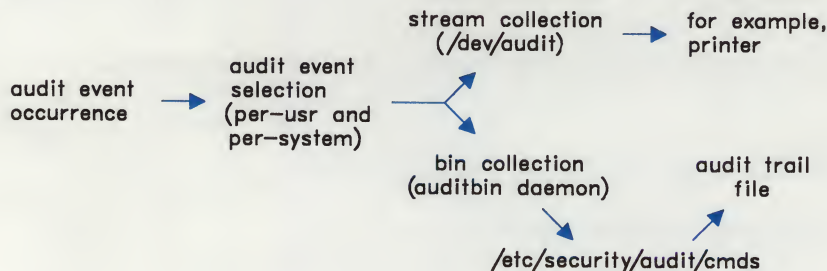 audit event
occurrence
audit event
selection
(per-usr and
per-system)
stream collection
(/dev/audit)
for example,
printer
bin collection
(auditbin daemon)
audit trail
file
/etc/security/audit/cmds